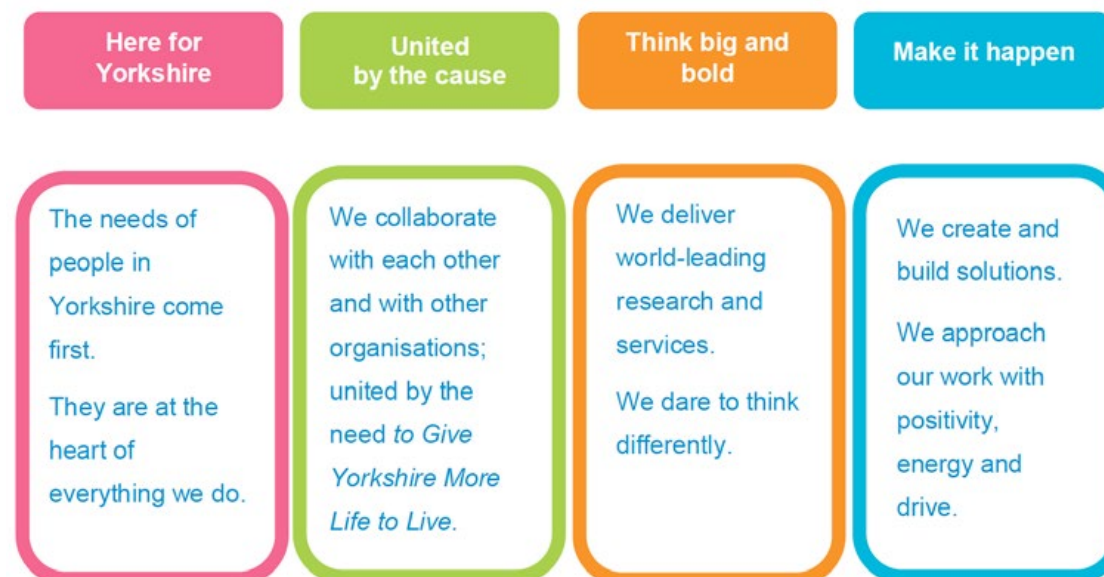 Here for
Yorkshire
United
by the cause
Think big and
bold
Make it happen
The needs of
people in
Yorkshire come
first.
They are at the
heart of
everything we do.
We collaborate
with each other
and with other
organisations;
united by the
need to Give
Yorkshire More
Life to Live.
We deliver
world-leading
research and
services.
We dare to think
differently.
We create and
build solutions.
We approach
our work with
positivity,
energy and
drive.